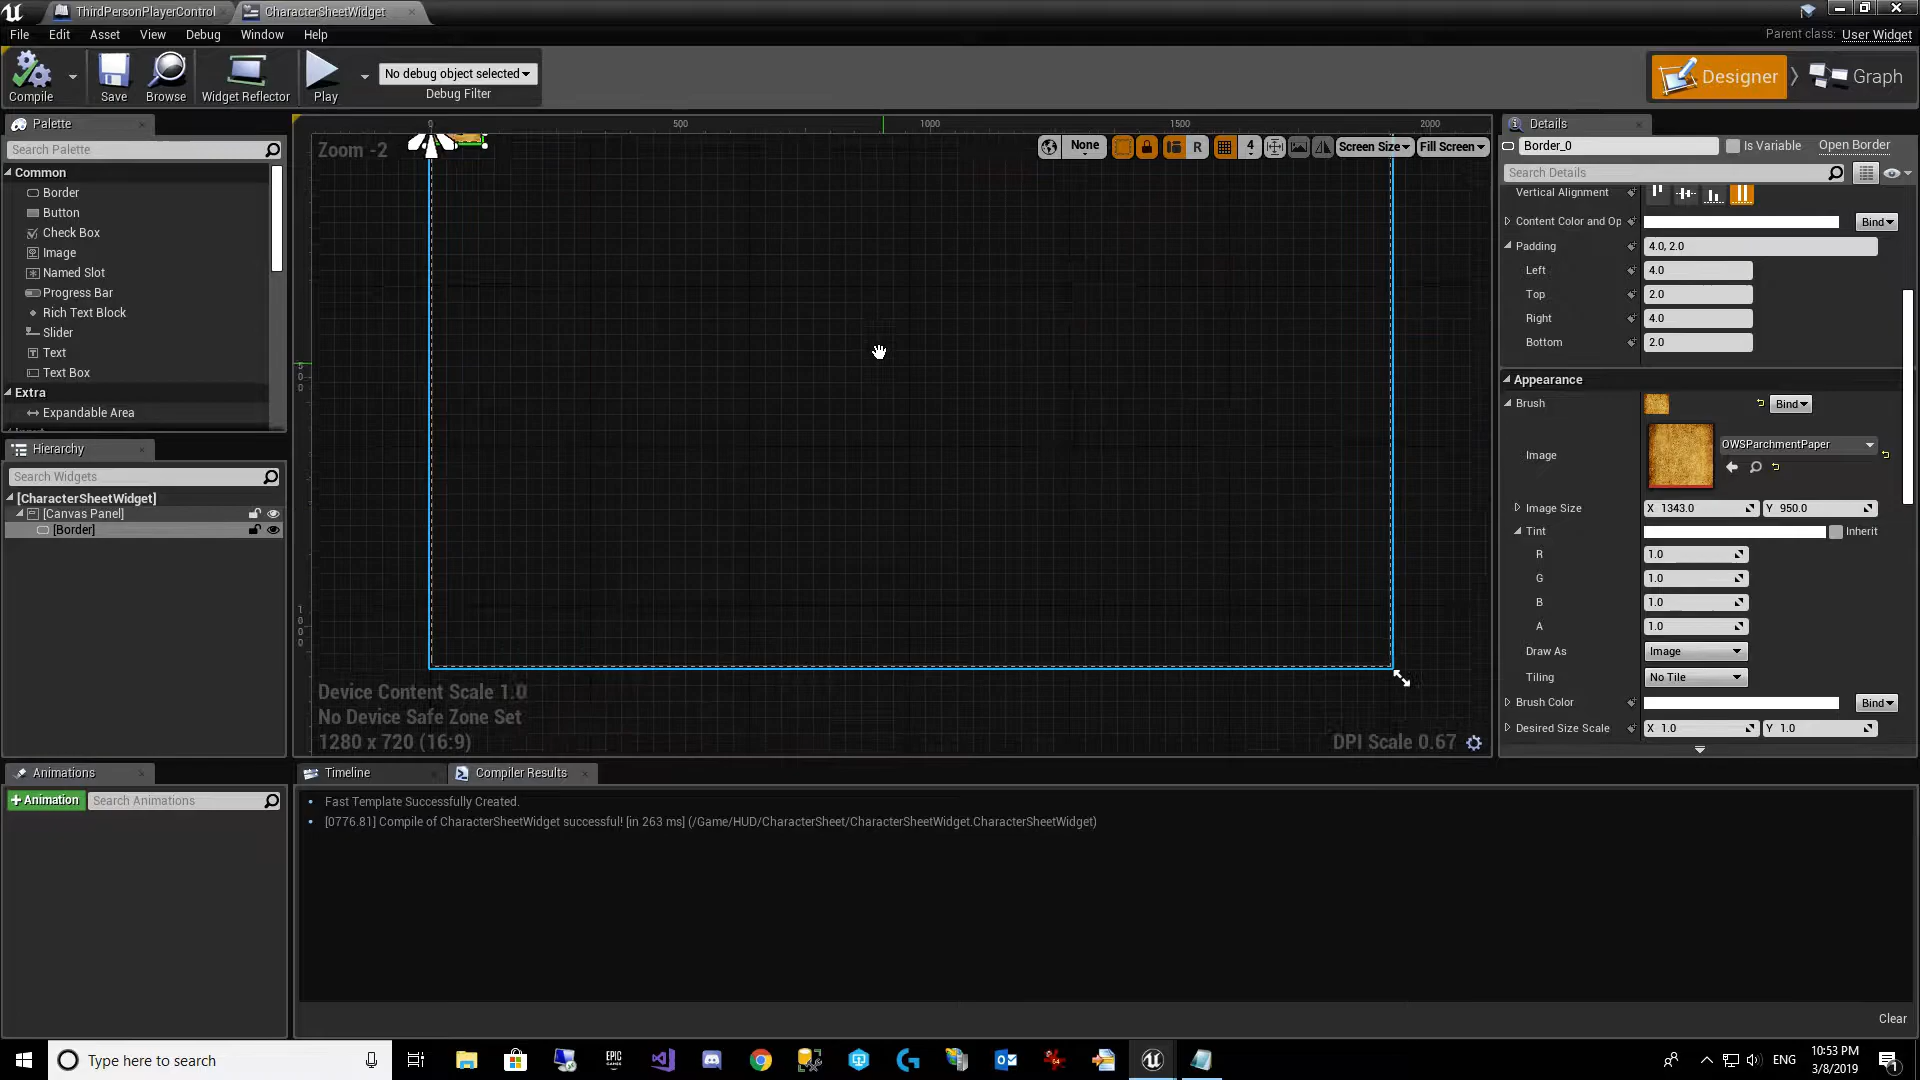 ThirdPersonPlayerControl
CharacterSheetWidget
File Edit Asset View Window Debug Help
Parent class: User Widget
Compile
Save
Browse
Widget Reflector
Play
No debug object selected
Debug Filter
Designer
Graph
Palette
Search Palette
Common
Border
Button
Check Box
Image
Named Slot
Progress Bar
Rich Text Block
Slider
Text
Text Box
Extra
Expandable Area
Hierarchy
Search Widgets
[CharacterSheetWidget]
[Canvas Panel]
[Border]
Animations
+Animation
Search Animations
0 500 1000 1500 2000
500
1000
Zoom -2
None
R
4
Screen Size
Fill Screen
Device Content Scale 1.0
No Device Safe Zone Set
1280 x 720 (16:9)
DPI Scale 0.67
Details
Border_0
Is Variable
Open Border
Search Details
Vertical Alignment
Content Color and Op
Bind
Padding 4.0, 2.0
Left 4.0
Top 2.0
Right 4.0
Bottom 2.0
Appearance
Brush Bind
Image OWSParchmentPaper
Image Size X 1343.0 Y 950.0
Tint Inherit
R 1.0
G 1.0
B 1.0
A 1.0
Draw As Image
Tiling No Tile
Brush Color Bind
Desired Size Scale X 1.0 Y 1.0
Timeline
Compiler Results
Fast Template Successfully Created.
[0776.81] Compile of CharacterSheetWidget successful! [in 263 ms] (/Game/HUD/CharacterSheet/CharacterSheetWidget.CharacterSheetWidget)
Clear
Type here to search
EPIC
64
ENG
10:53 PM
3/8/2019
1